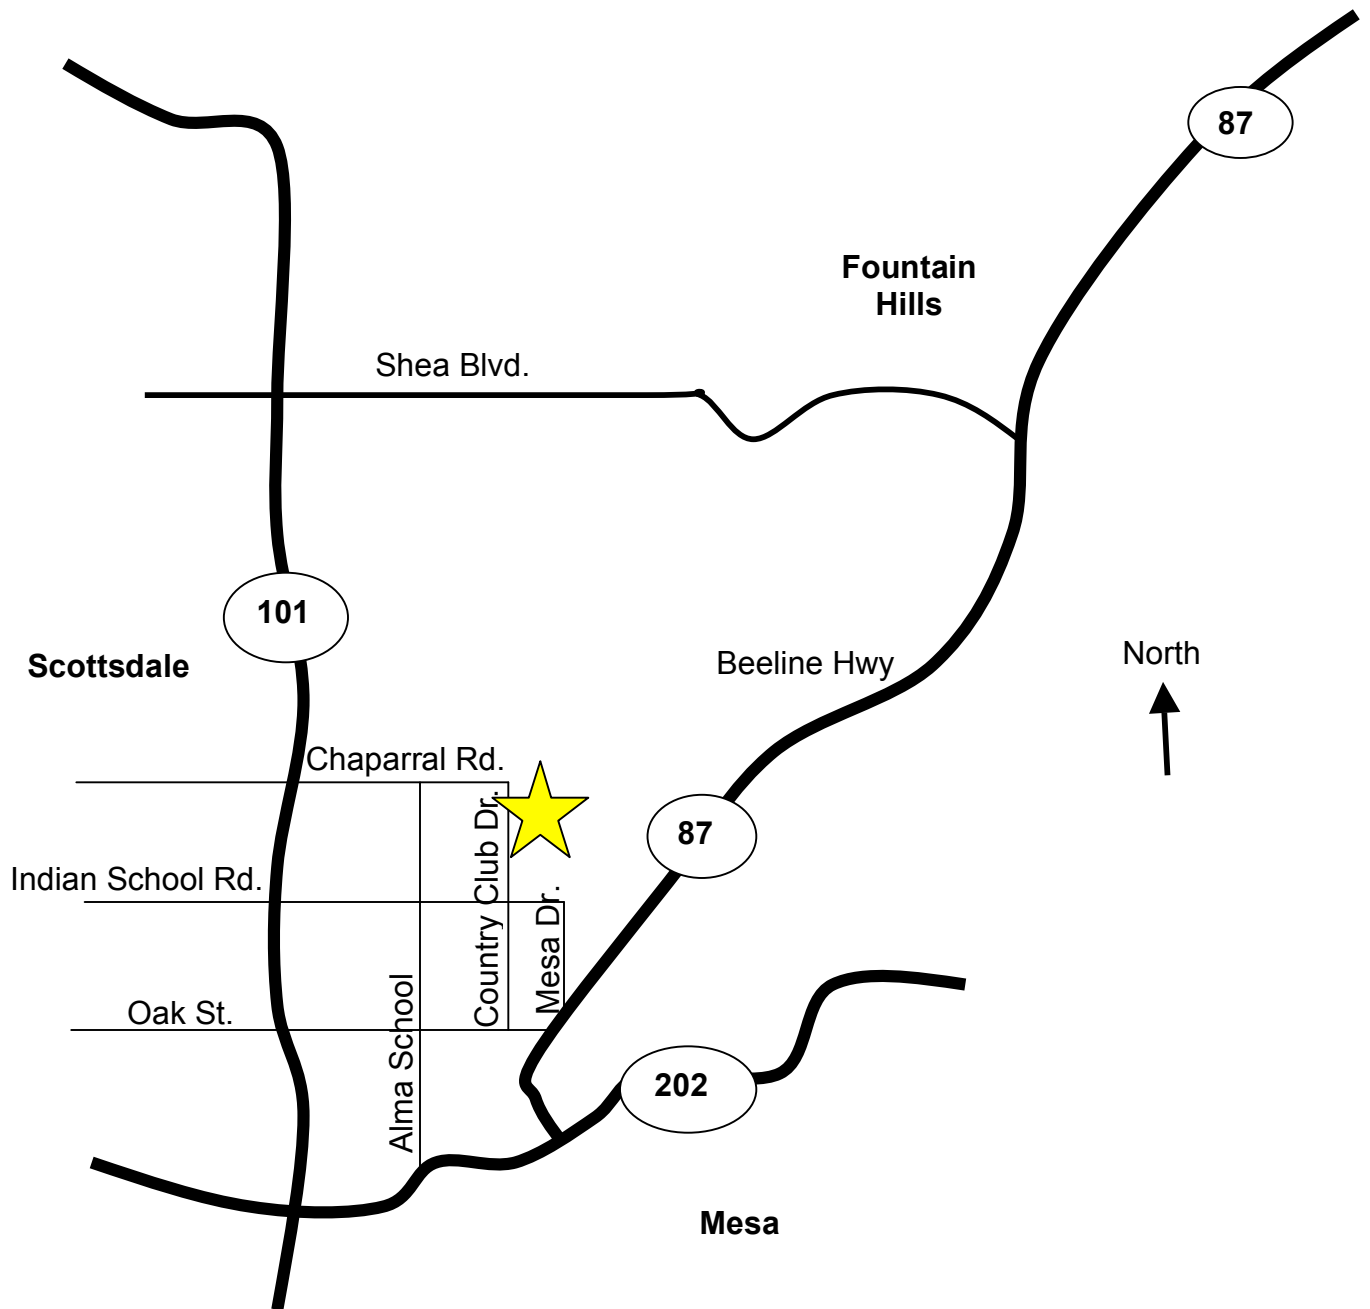 87
Fountain
Hills
Shea Blvd.
101
Scottsdale
Beeline Hwy
North
Chaparral Rd.
Country Club Dr.
87
Indian School Rd.
Mesa Dr.
Oak St.
Alma School
202
Mesa